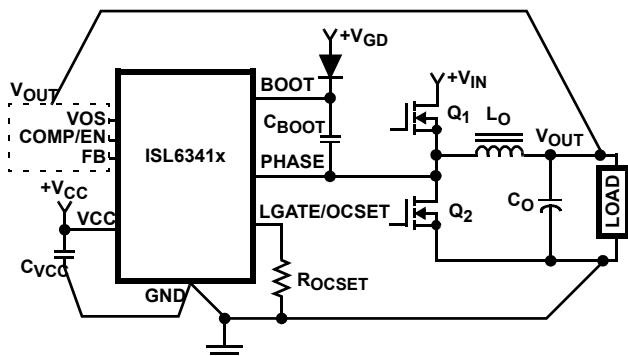 +VGD
VOUT
BOOT
+VIN
VOS
COMP/EN
FB
CBOOT
Q1
LO
VOUT
ISL6341x
PHASE
+VCC
VCC
LGATE/OCSET
Q2
CO
LOAD
CVCC
GND
ROCSET